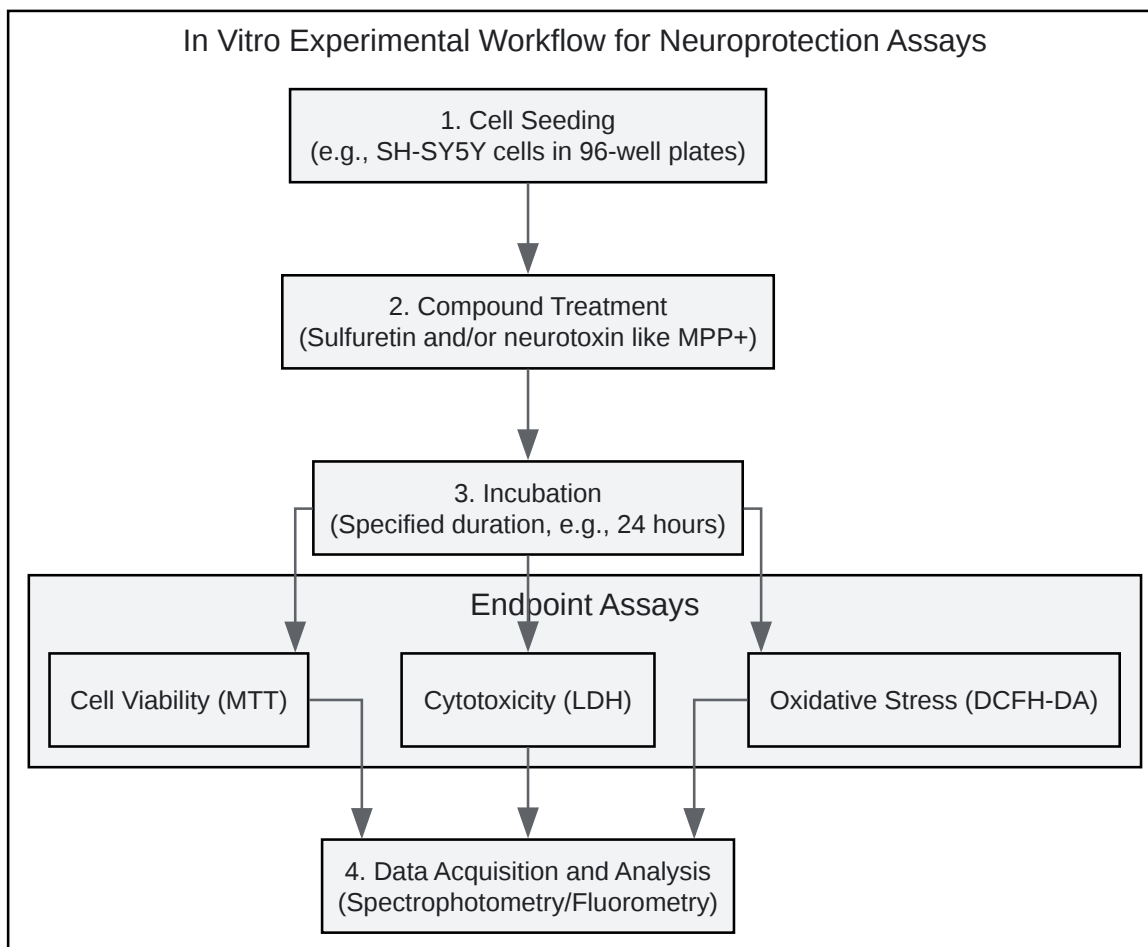 In Vitro Experimental Workflow for Neuroprotection Assays
1. Cell Seeding
(e.g., SH-SY5Y cells in 96-well plates)
2. Compound Treatment
(Sulfuretin and/or neurotoxin like MPP+)
3. Incubation
(Specified duration, e.g., 24 hours)
Endpoint Assays
Cell Viability (MTT)
Cytotoxicity (LDH)
Oxidative Stress (DCFH-DA)
4. Data Acquisition and Analysis
(Spectrophotometry/Fluorometry)